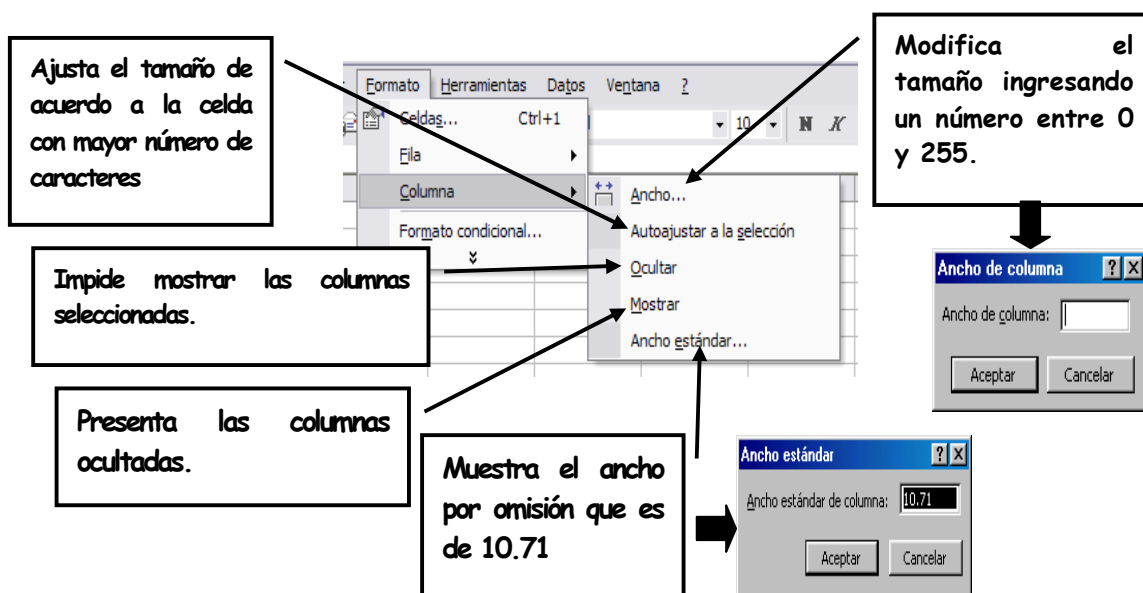 Ajusta el tamaño de
acuerdo a la celda
con mayor número de
caracteres
Modifica el
tamaño ingresando
un número entre 0
y 255.
Formato Herramientas Datos Ventana ?
Celdas... Ctrl+1
10 N K
Fila
Columna
Formato condicional...
Ancho...
Autoajustar a la selección
Ocultar
Mostrar
Ancho estándar...
Impide mostrar las columnas
seleccionadas.
Ancho de columna ? X
Ancho de columna:
Aceptar Cancelar
Presenta las columnas
ocultadas.
Muestra el ancho
por omisión que es
de 10.71
Ancho estándar ? X
Ancho estándar de columna: 10.71
Aceptar Cancelar